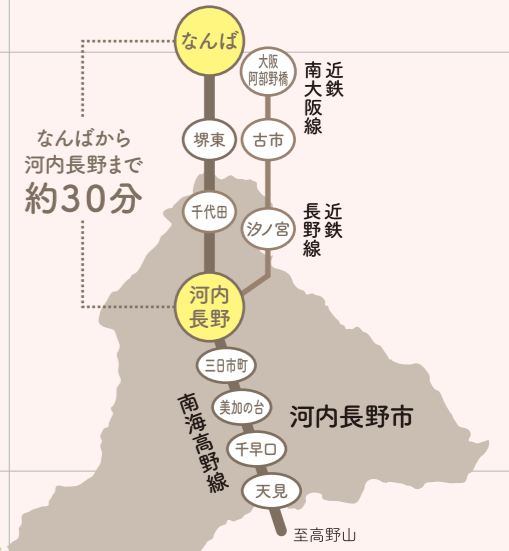 なんば
大阪
阿部野橋
近鉄
南大阪線
堺東
古市
なんばから
河内長野まで
約30分
千代田
汐ノ宮
近鉄
長野線
河内
長野
三日市町
美加の台
南海高野線
河内長野市
千早口
天見
至高野山